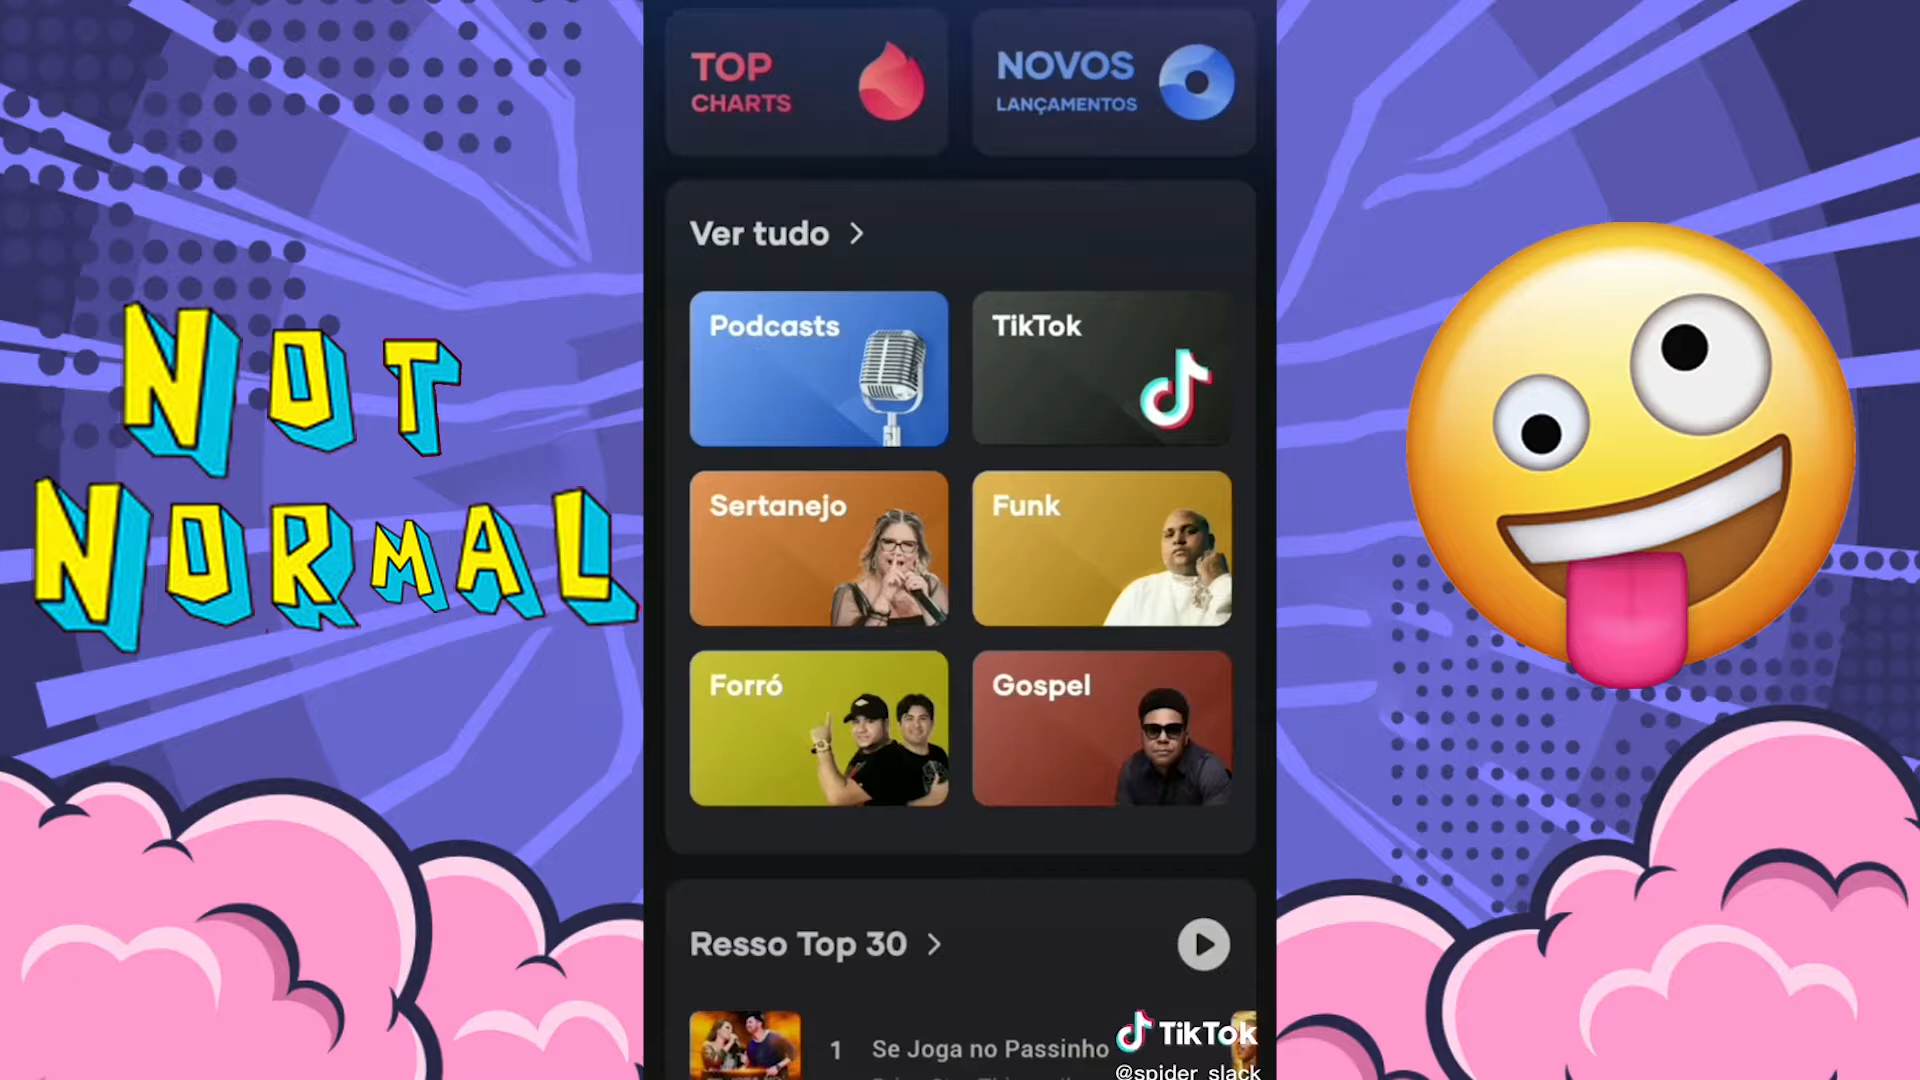 NOT
NORMAL
TOP
CHARTS
NOVOS
LANÇAMENTOS
Ver tudo
Podcasts
TikTok
Sertanejo
Funk
Forró
Gospel
Resso Top 30
1 Se Joga no Passinho
TikTok
@spider_slack